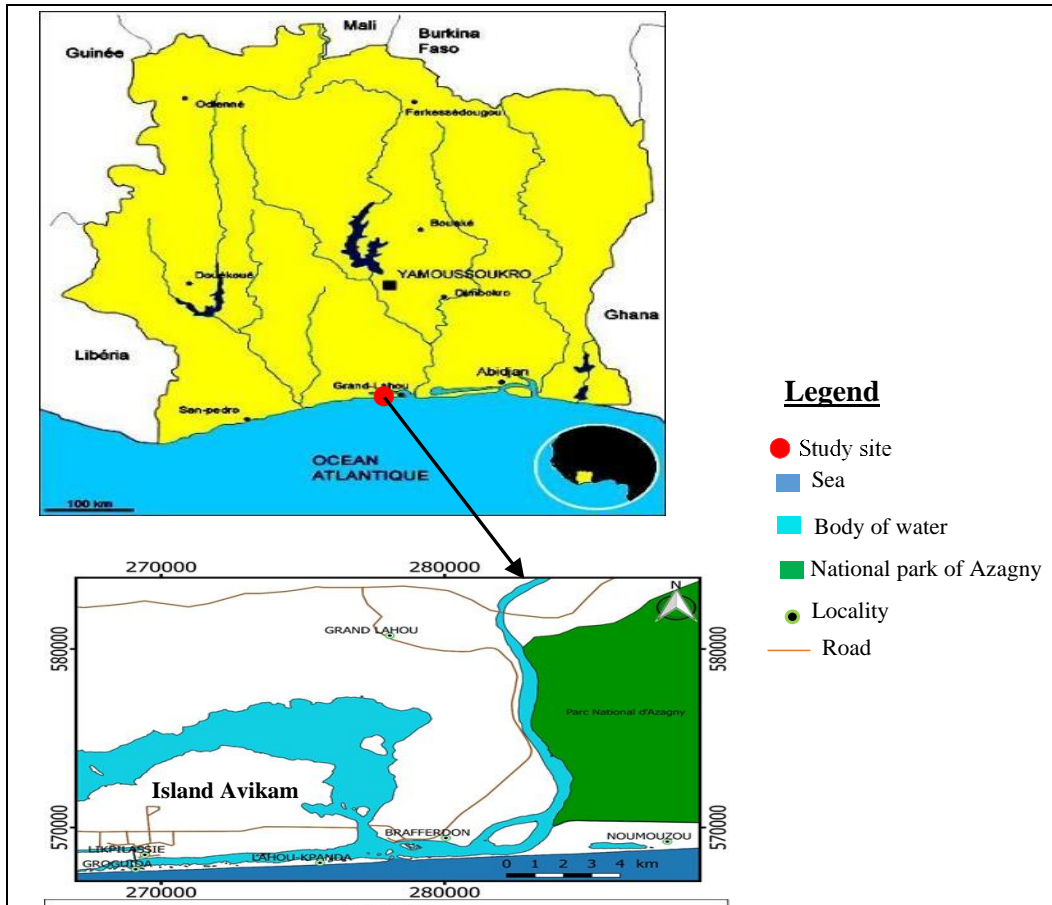 Mali
Burkina
Faso
Guinée
Odienné
Ferkessédougou
Bouaké
YAMOUSSOUKRO
Douékoué
Dimbokro
Ghana
Libéria
Abidjan
Grand-Lahou
San-pedro
OCEAN
ATLANTIQUE
100 km
Legend
Study site
Sea
Body of water
National park of Azagny
Locality
Road
270000 280000
N
GRAND LAHOU
580000 580000
Parc National d'Azagny
Island Avikam
570000 570000
BRAFFEDON
NOUMOUZOU
LIKPILASSIE
LAHOU-KPANDA
GROGUIDA
0 1 2 3 4 km
270000 280000